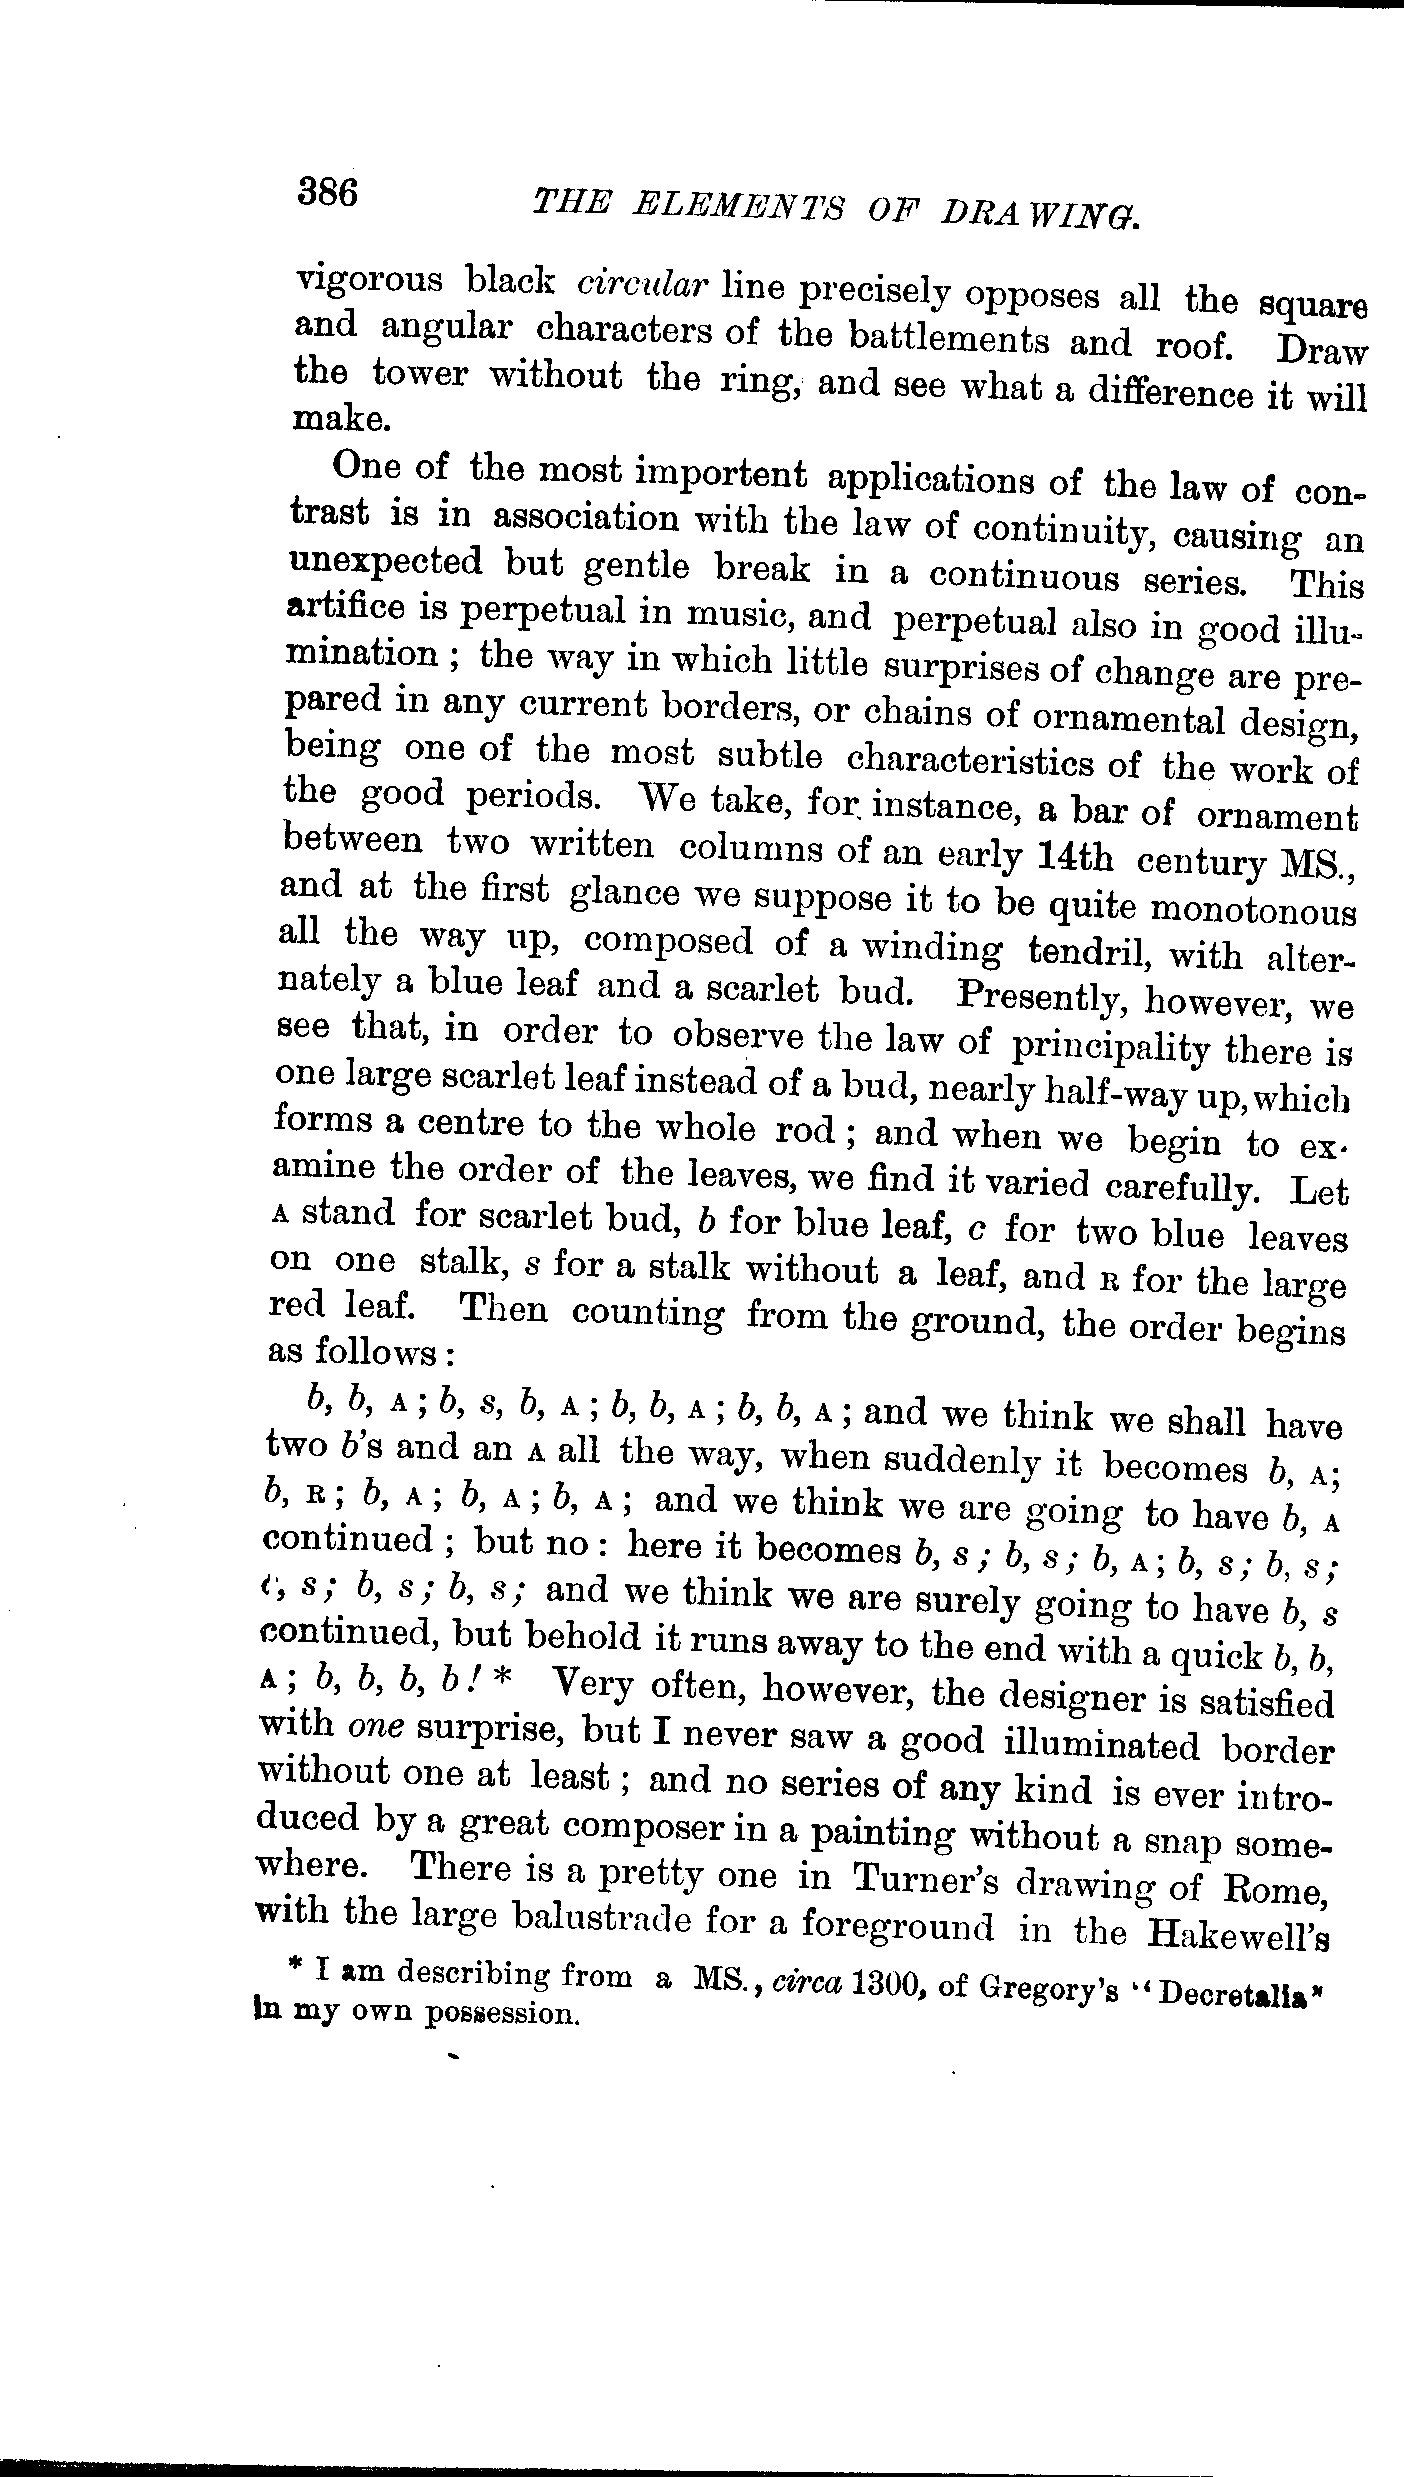 386 THE ELEMENTS OF DRAWING.
vigorous black circular line precisely opposes all the square
and angular characters of the battlements and roof. Draw
the tower without the ring, and see what a difference it will
make.
One of the most importent applications of the law of con-
trast is in association with the law of continuity, causing an
unexpected but gentle break in a continuous series. This
artifice is perpetual in music, and perpetual also in good illu-
mination; the way in which little surprises of change are pre-
pared in any current borders, or chains of ornamental design,
being one of the most subtle characteristics of the work of
the good periods. We take, for instance, a bar of ornament
between two written columns of an early 14th century MS.,
and at the first glance we suppose it to be quite monotonous
all the way up, composed of a winding tendril, with alter-
nately a blue leaf and a scarlet bud. Presently, however, we
see that, in order to observe the law of principality there is
one large scarlet leaf instead of a bud, nearly half-way up, which
forms a centre to the whole rod; and when we begin to ex-
amine the order of the leaves, we find it varied carefully. Let
A stand for scarlet bud, b for blue leaf, c for two blue leaves
on one stalk, s for a stalk without a leaf, and R for the large
red leaf. Then counting from the ground, the order begins
as follows:
b, b, A; b, s, b, A; b, b, A; b, b, A; and we think we shall have
two b's and an A all the way, when suddenly it becomes b, A;
b, R; b, A; b, A; b, A; and we think we are going to have b, A
continued; but no: here it becomes b, s; b, s; b, A; b, s; b, s;
c, s; b, s; b, s; and we think we are surely going to have b, s
continued, but behold it runs away to the end with a quick b, b,
A; b, b, b, b!* Very often, however, the designer is satisfied
with one surprise, but I never saw a good illuminated border
without one at least; and no series of any kind is ever intro-
duced by a great composer in a painting without a snap some-
where. There is a pretty one in Turner's drawing of Rome,
with the large balustrade for a foreground in the Hakewell's
* I am describing from a MS., circa 1300, of Gregory's "Decretalia"
in my own possession.